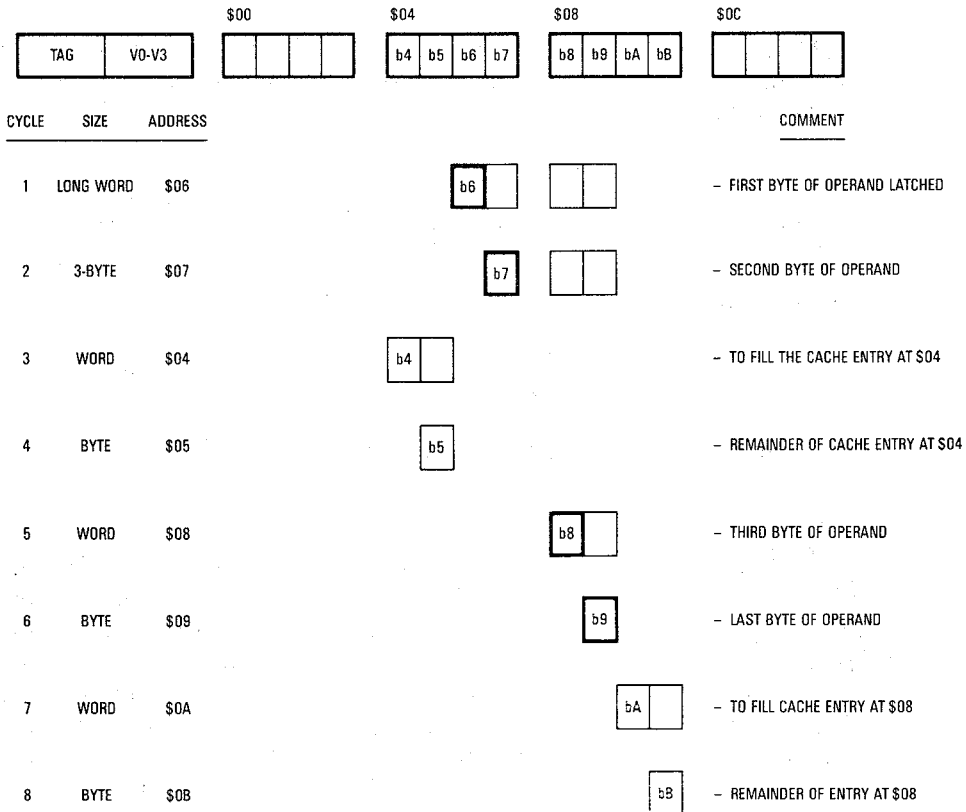 $00 $04 $08 $0C
TAG V0-V3 b4 b5 b6 b7 b8 b9 bA bB
CYCLE SIZE ADDRESS COMMENT
1 LONG WORD $06 b6 – FIRST BYTE OF OPERAND LATCHED
2 3-BYTE $07 b7 – SECOND BYTE OF OPERAND
3 WORD $04 b4 – TO FILL THE CACHE ENTRY AT $04
4 BYTE $05 b5 – REMAINDER OF CACHE ENTRY AT $04
5 WORD $08 b8 – THIRD BYTE OF OPERAND
6 BYTE $09 b9 – LAST BYTE OF OPERAND
7 WORD $0A bA – TO FILL CACHE ENTRY AT $08
8 BYTE $0B bB – REMAINDER OF ENTRY AT $08